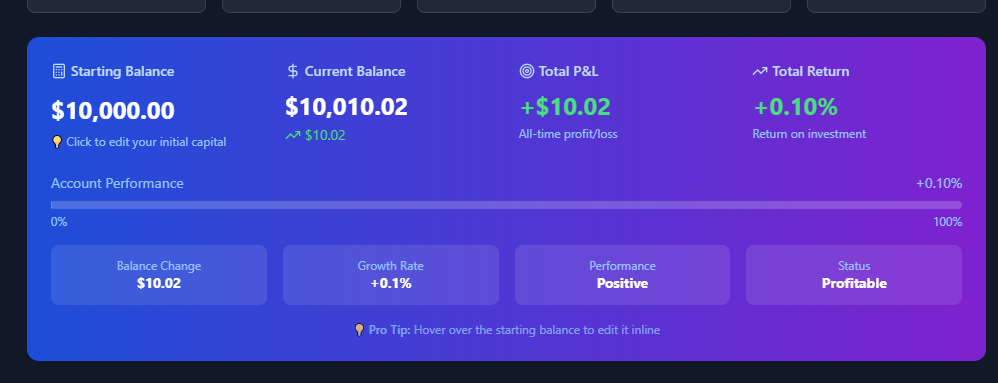 Starting Balance
Current Balance
Total P&L
Total Return
$10,000.00
$10,010.02
+$10.02
+0.10%
Click to edit your initial capital
$10.02
All-time profit/loss
Return on investment
Account Performance
+0.10%
0%
100%
Balance Change
Growth Rate
Performance
Status
$10.02
+0.1%
Positive
Profitable
Pro Tip: Hover over the starting balance to edit it inline